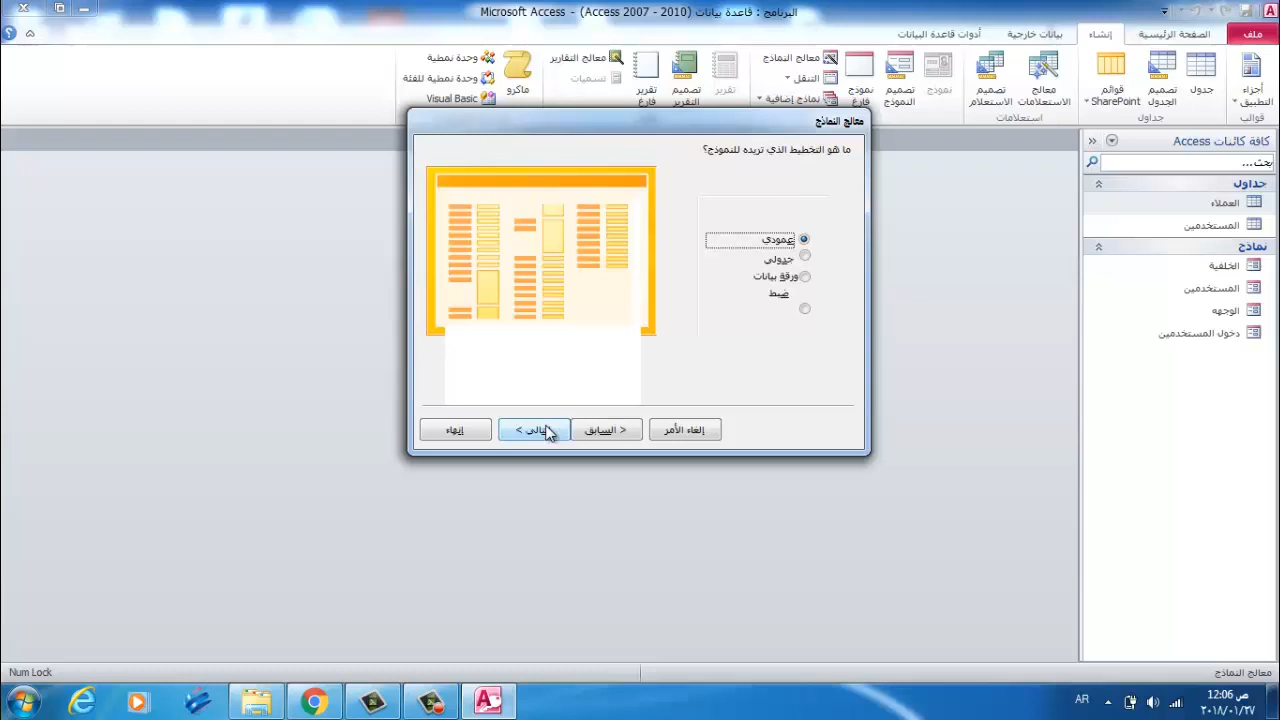 البرنامج : قاعدة بيانات (Access 2007 - 2010) - Microsoft Access
ملف
الصفحة الرئيسية
إنشاء
بيانات خارجية
أدوات قاعدة البيانات
أجزاء التطبيق
جدول
تصميم الجدول
قوائم SharePoint
معالج الاستعلامات
تصميم الاستعلام
نموذج
تصميم النموذج
نموذج فارغ
معالج النماذج
التنقل
نماذج إضافية
تقرير
تصميم التقرير
تقرير فارغ
معالج التقارير
تسميات
ماكرو
وحدة نمطية
وحدة نمطية للفئة
Visual Basic
قوالب
جداول
استعلامات
كافة كائنات Access
بحث...
جداول
العملاء
المستخدمين
نماذج
الخلفية
المستخدمين
الوجهه
دخول المستخدمين
معالج النماذج
ما هو التخطيط الذي تريده للنموذج؟
عمودي
جدولي
ورقة بيانات
ضبط
إلغاء الأمر
< السابق
إنهاء
معالج النماذج
Num Lock
AR
12:06 ص
٢٠١٨/٠١/٢٧